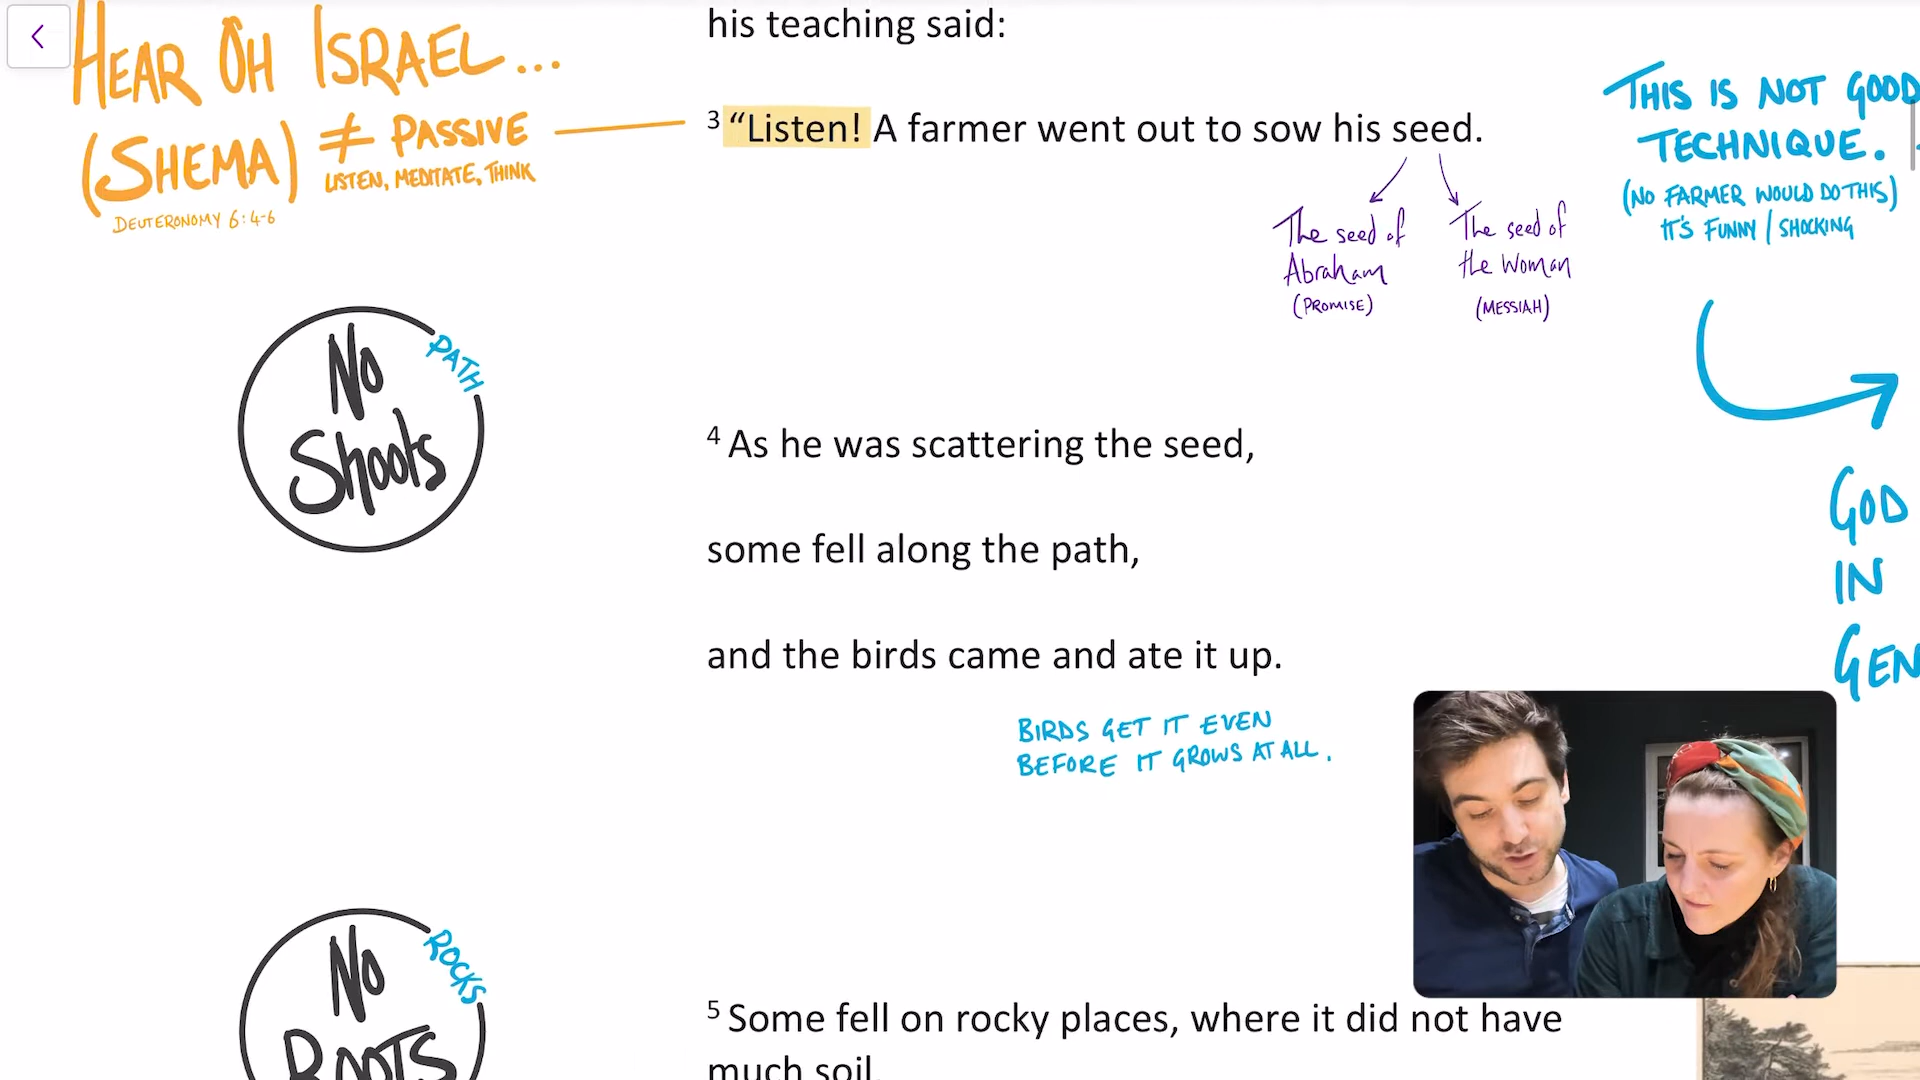 his teaching said:
HEAR OH ISRAEL...
(SHEMA)
≠ PASSIVE
LISTEN, MEDITATE, THINK
DEUTERONOMY 6:4-6
3 “Listen! A farmer went out to sow his seed.
The seed of
Abraham
(PROMISE)
The seed of
the Woman
(MESSIAH)
THIS IS NOT GOOD
TECHNIQUE.
(NO FARMER WOULD DO THIS)
IT'S FUNNY / SHOCKING
No
Shoots
PATH
4 As he was scattering the seed,
some fell along the path,
and the birds came and ate it up.
BIRDS GET IT EVEN
BEFORE IT GROWS AT ALL.
GOD
IN
GEN
No
ROOTS
ROCKS
5 Some fell on rocky places, where it did not have
much soil.